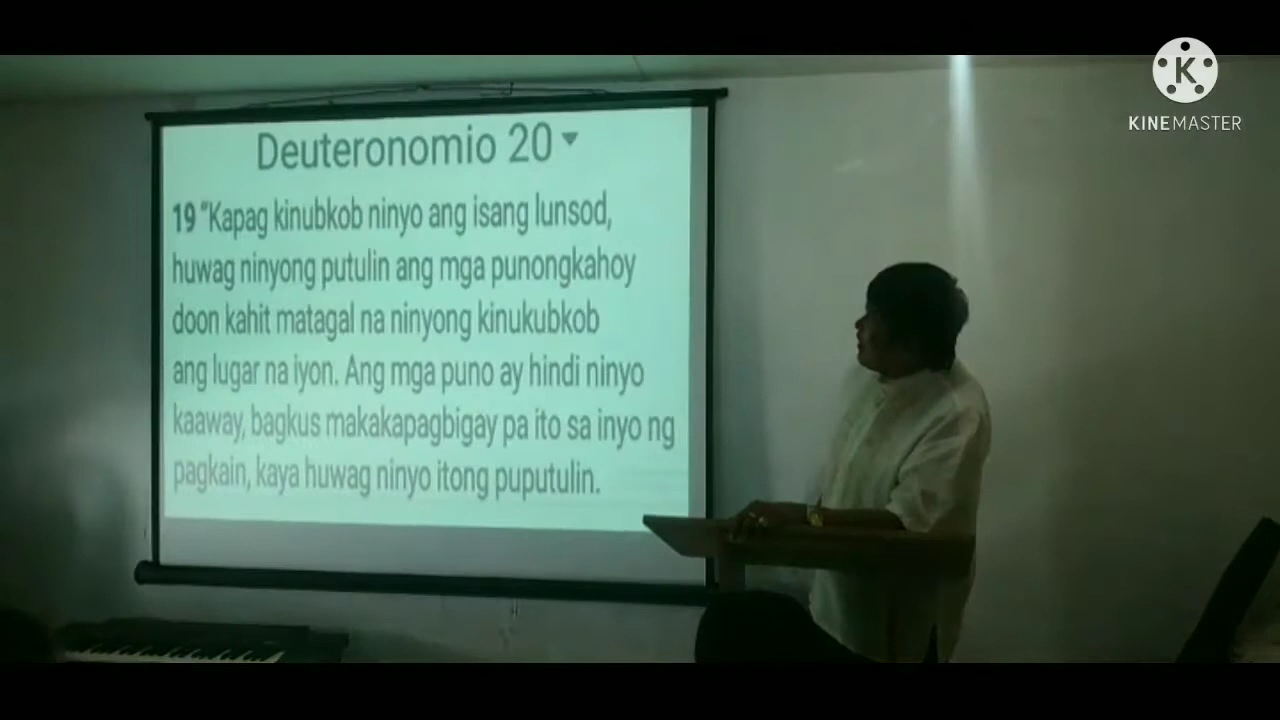 Deuteronomio 20
19 "Kapag kinubkob ninyo ang isang lunsod,
huwag ninyong putulin ang mga punongkahoy
doon kahit matagal na ninyong kinukubkob
ang lugar na iyon. Ang mga puno ay hindi ninyo
kaaway, bagkus makakapagbigay pa ito sa inyo ng
pagkain, kaya huwag ninyo itong puputulin.
K
KINEMASTER